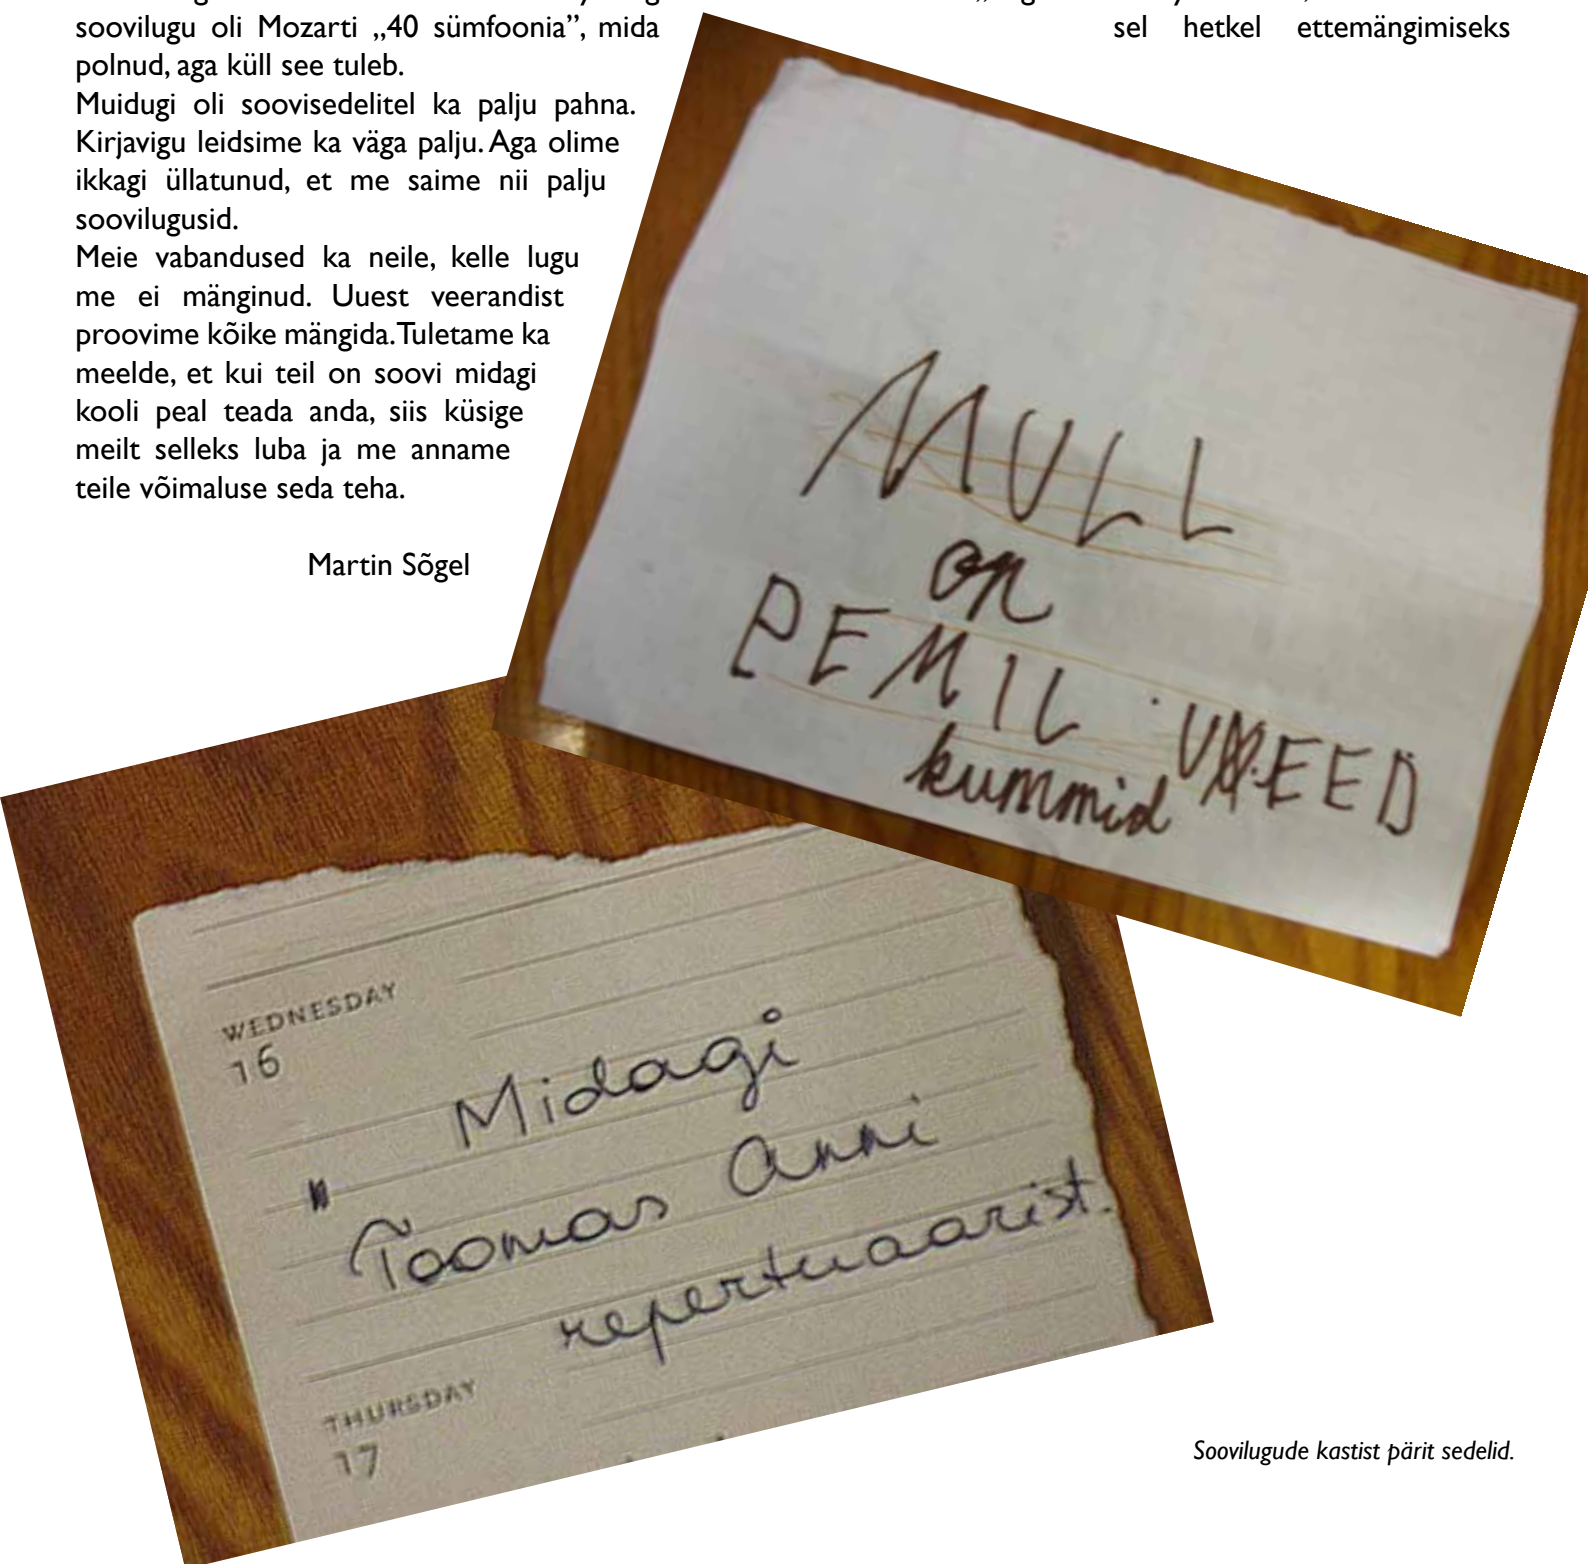 soovilugu oli Mozarti „40 sümfoonia”, mida
polnud, aga küll see tuleb.
Muidugi oli soovisedelitel ka palju pahna.
Kirjavigu leidsime ka väga palju. Aga olime
ikkagi üllatunud, et me saime nii palju
soovilugusid.
Meie vabandused ka neile, kelle lugu
me ei mänginud. Uuest veerandist
proovime kõike mängida. Tuletame ka
meelde, et kui teil on soovi midagi
kooli peal teada anda, siis küsige
meilt selleks luba ja me anname
teile võimaluse seda teha.
Martin Sõgel
sel hetkel ettemängimiseks
MULL
on
PEMIL
kummid
WEDNESDAY
16
Midagi
" Toomas Anni
repertuaarist.
THURSDAY
17
Soovilugude kastist pärit sedelid.